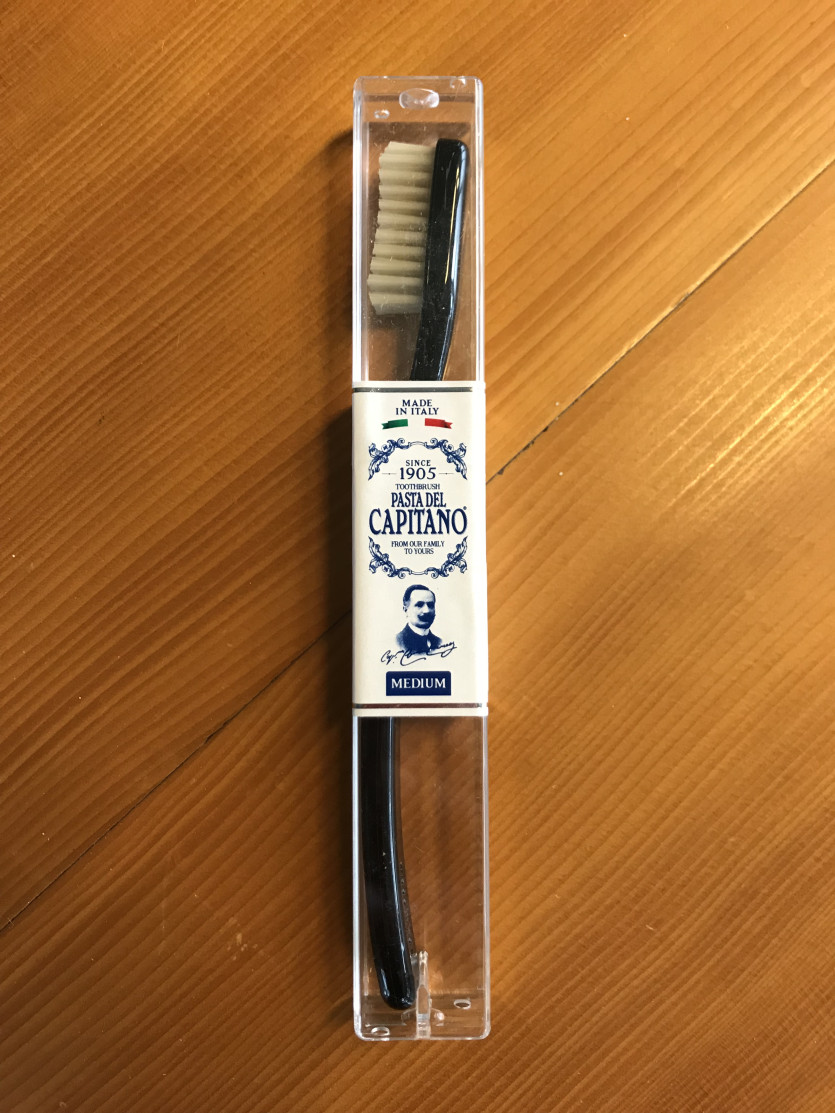 MADE
IN ITALY
SINCE
1905
TOOTHBRUSH
PASTA DEL
CAPITANO®
FROM OUR FAMILY
TO YOURS
MEDIUM